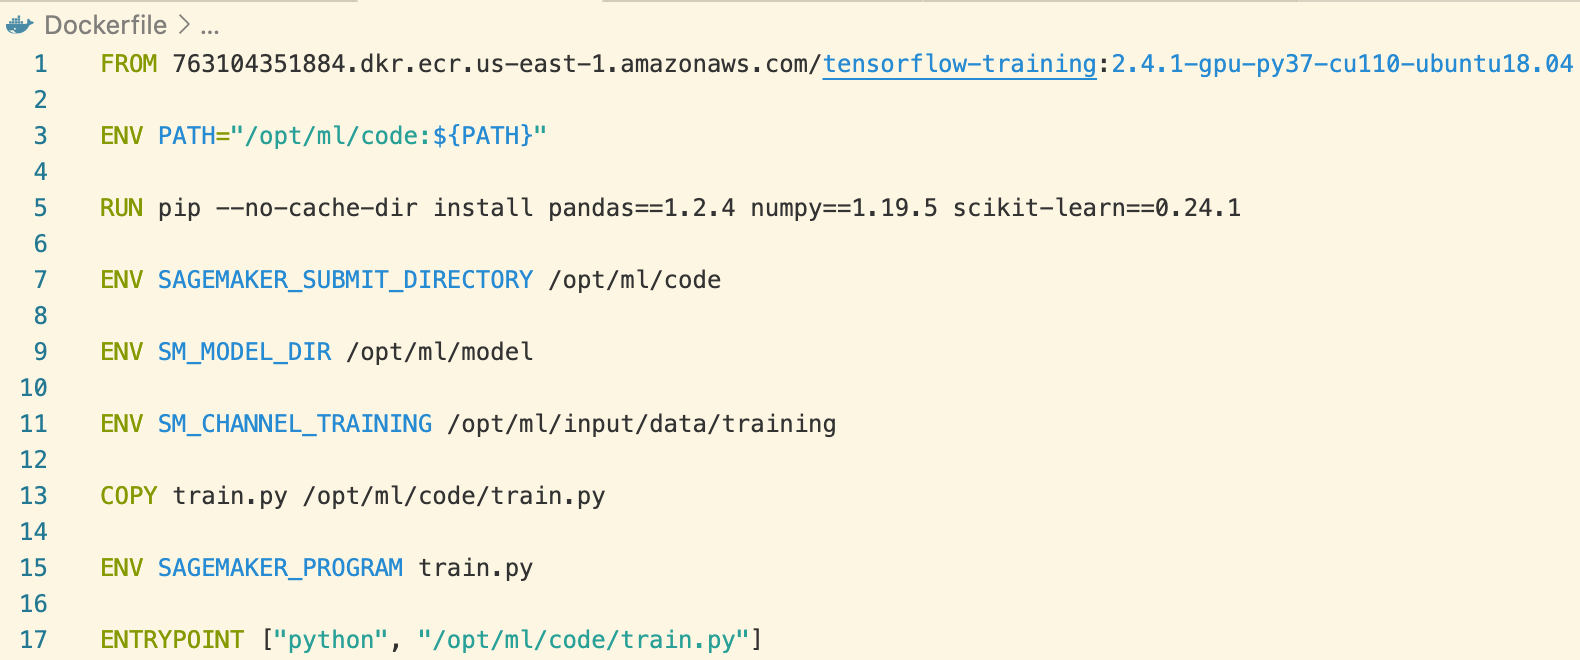 Dockerfile > ...
1 FROM 763104351884.dkr.ecr.us-east-1.amazonaws.com/tensorflow-training:2.4.1-gpu-py37-cu110-ubuntu18.04
2
3 ENV PATH="/opt/ml/code:${PATH}"
4
5 RUN pip --no-cache-dir install pandas==1.2.4 numpy==1.19.5 scikit-learn==0.24.1
6
7 ENV SAGEMAKER_SUBMIT_DIRECTORY /opt/ml/code
8
9 ENV SM_MODEL_DIR /opt/ml/model
10
11 ENV SM_CHANNEL_TRAINING /opt/ml/input/data/training
12
13 COPY train.py /opt/ml/code/train.py
14
15 ENV SAGEMAKER_PROGRAM train.py
16
17 ENTRYPOINT ["python", "/opt/ml/code/train.py"]